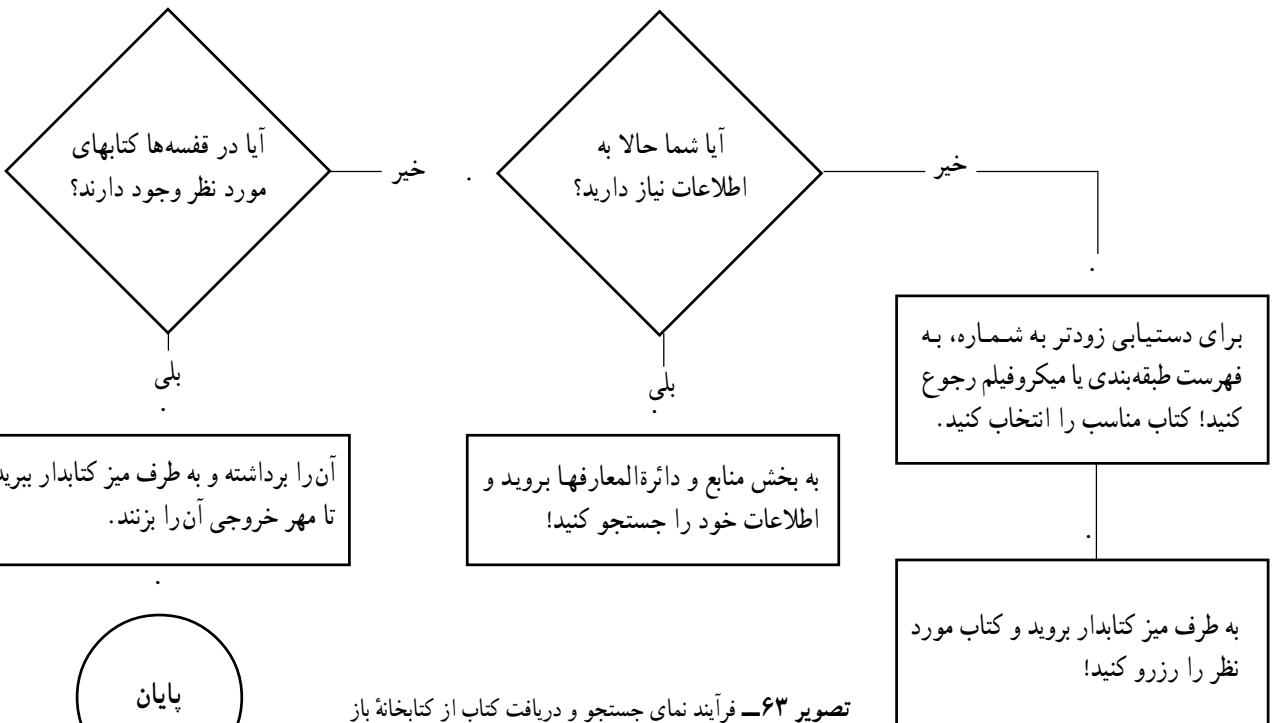 آیا در قفسه‌ها کتابهای
مورد نظر وجود دارند؟
خیر
آیا شما حالا به
اطلاعات نیاز دارید؟
خیر
بلی
بلی
برای دستیابی زودتر به شماره، به
فهرست طبقه‌بندی یا میکروفیلم رجوع
کنید! کتاب مناسب را انتخاب کنید.
آن را برداشته و به طرف میز کتابدار ببرید
تا مهر خروجی آن را بزنند.
به بخش منابع و دائرةالمعارفها بروید و
اطلاعات خود را جستجو کنید!
به طرف میز کتابدار بروید و کتاب مورد
نظر را رزرو کنید!
پایان
تصویر ۶۳ــ فرآیند نمای جستجو و دریافت کتاب از کتابخانهٔ باز